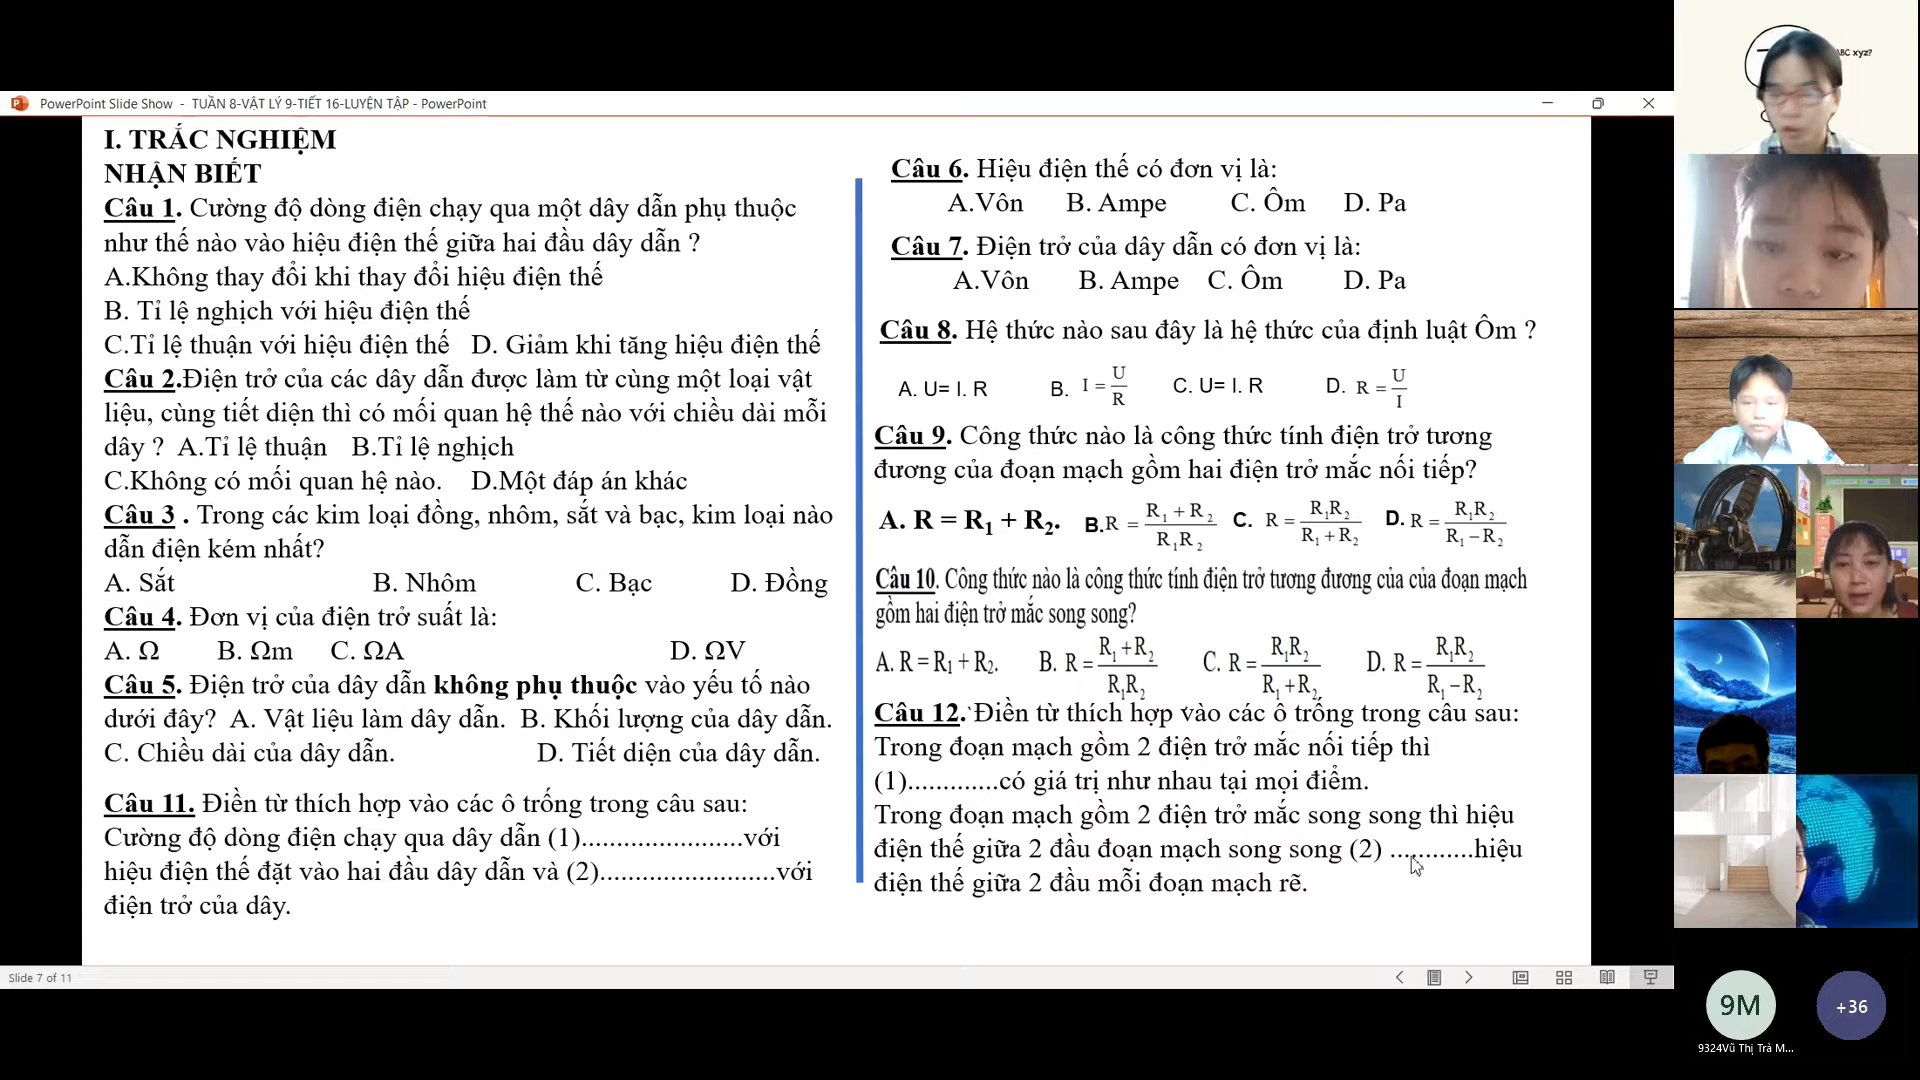 ABC xyz?
PowerPoint Slide Show - TUẦN 8-VẬT LÝ 9-TIẾT 16-LUYỆN TẬP - PowerPoint
I. TRẮC NGHIỆM
NHẬN BIẾT
Câu 1. Cường độ dòng điện chạy qua một dây dẫn phụ thuộc
như thế nào vào hiệu điện thế giữa hai đầu dây dẫn ?
A.Không thay đổi khi thay đổi hiệu điện thế
B. Tỉ lệ nghịch với hiệu điện thế
C.Tỉ lệ thuận với hiệu điện thế D. Giảm khi tăng hiệu điện thế
Câu 2.Điện trở của các dây dẫn được làm từ cùng một loại vật
liệu, cùng tiết diện thì có mối quan hệ thế nào với chiều dài mỗi
dây ? A.Tỉ lệ thuận B.Tỉ lệ nghịch
C.Không có mối quan hệ nào. D.Một đáp án khác
Câu 3 . Trong các kim loại đồng, nhôm, sắt và bạc, kim loại nào
dẫn điện kém nhất?
A. Sắt B. Nhôm C. Bạc D. Đồng
Câu 4. Đơn vị của điện trở suất là:
A. Ω B. Ωm C. ΩA D. ΩV
Câu 5. Điện trở của dây dẫn không phụ thuộc vào yếu tố nào
dưới đây? A. Vật liệu làm dây dẫn. B. Khối lượng của dây dẫn.
C. Chiều dài của dây dẫn. D. Tiết diện của dây dẫn.
Câu 11. Điền từ thích hợp vào các ô trống trong câu sau:
Cường độ dòng điện chạy qua dây dẫn (1).......................với
hiệu điện thế đặt vào hai đầu dây dẫn và (2).........................với
điện trở của dây.
Câu 6. Hiệu điện thế có đơn vị là:
A.Vôn B. Ampe C. Ôm D. Pa
Câu 7. Điện trở của dây dẫn có đơn vị là:
A.Vôn B. Ampe C. Ôm D. Pa
Câu 8. Hệ thức nào sau đây là hệ thức của định luật Ôm ?
A. U= I. R B. I = U/R C. U= I. R D. R = U/I
Câu 9. Công thức nào là công thức tính điện trở tương
đương của đoạn mạch gồm hai điện trở mắc nối tiếp?
A. R = R₁ + R₂. B. R = (R₁ + R₂)/(R₁R₂) C. R = (R₁R₂)/(R₁ + R₂) D. R = (R₁R₂)/(R₁ − R₂)
Câu 10. Công thức nào là công thức tính điện trở tương đương của của đoạn mạch
gồm hai điện trở mắc song song?
A. R = R₁ + R₂. B. R = (R₁ + R₂)/(R₁R₂) C. R = (R₁R₂)/(R₁ + R₂) D. R = (R₁R₂)/(R₁ − R₂)
Câu 12.` Điền từ thích hợp vào các ô trống trong câu sau:
Trong đoạn mạch gồm 2 điện trở mắc nối tiếp thì
(1).............có giá trị như nhau tại mọi điểm.
Trong đoạn mạch gồm 2 điện trở mắc song song thì hiệu
điện thế giữa 2 đầu đoạn mạch song song (2) ............hiệu
điện thế giữa 2 đầu mỗi đoạn mạch rẽ.
Slide 7 of 11
9M
+36
9324Vũ Thị Trà M...